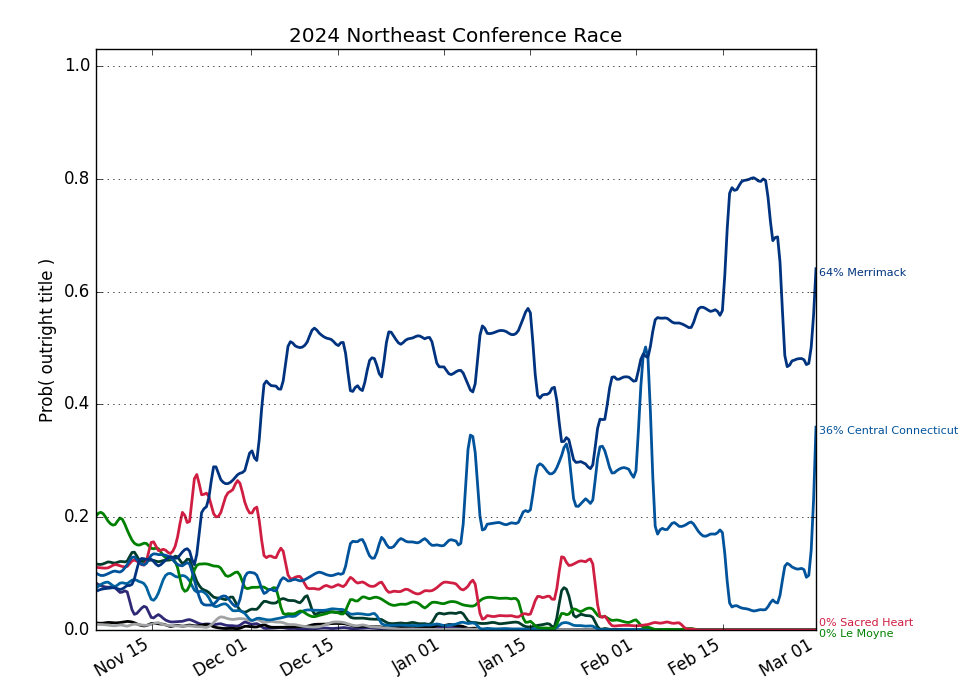 2024 Northeast Conference Race
Prob( outright title )
1.0
0.8
0.6
0.4
0.2
0.0
64% Merrimack
36% Central Connecticut
0% Sacred Heart
0% Le Moyne
Nov 15
Dec 01
Dec 15
Jan 01
Jan 15
Feb 01
Feb 15
Mar 01